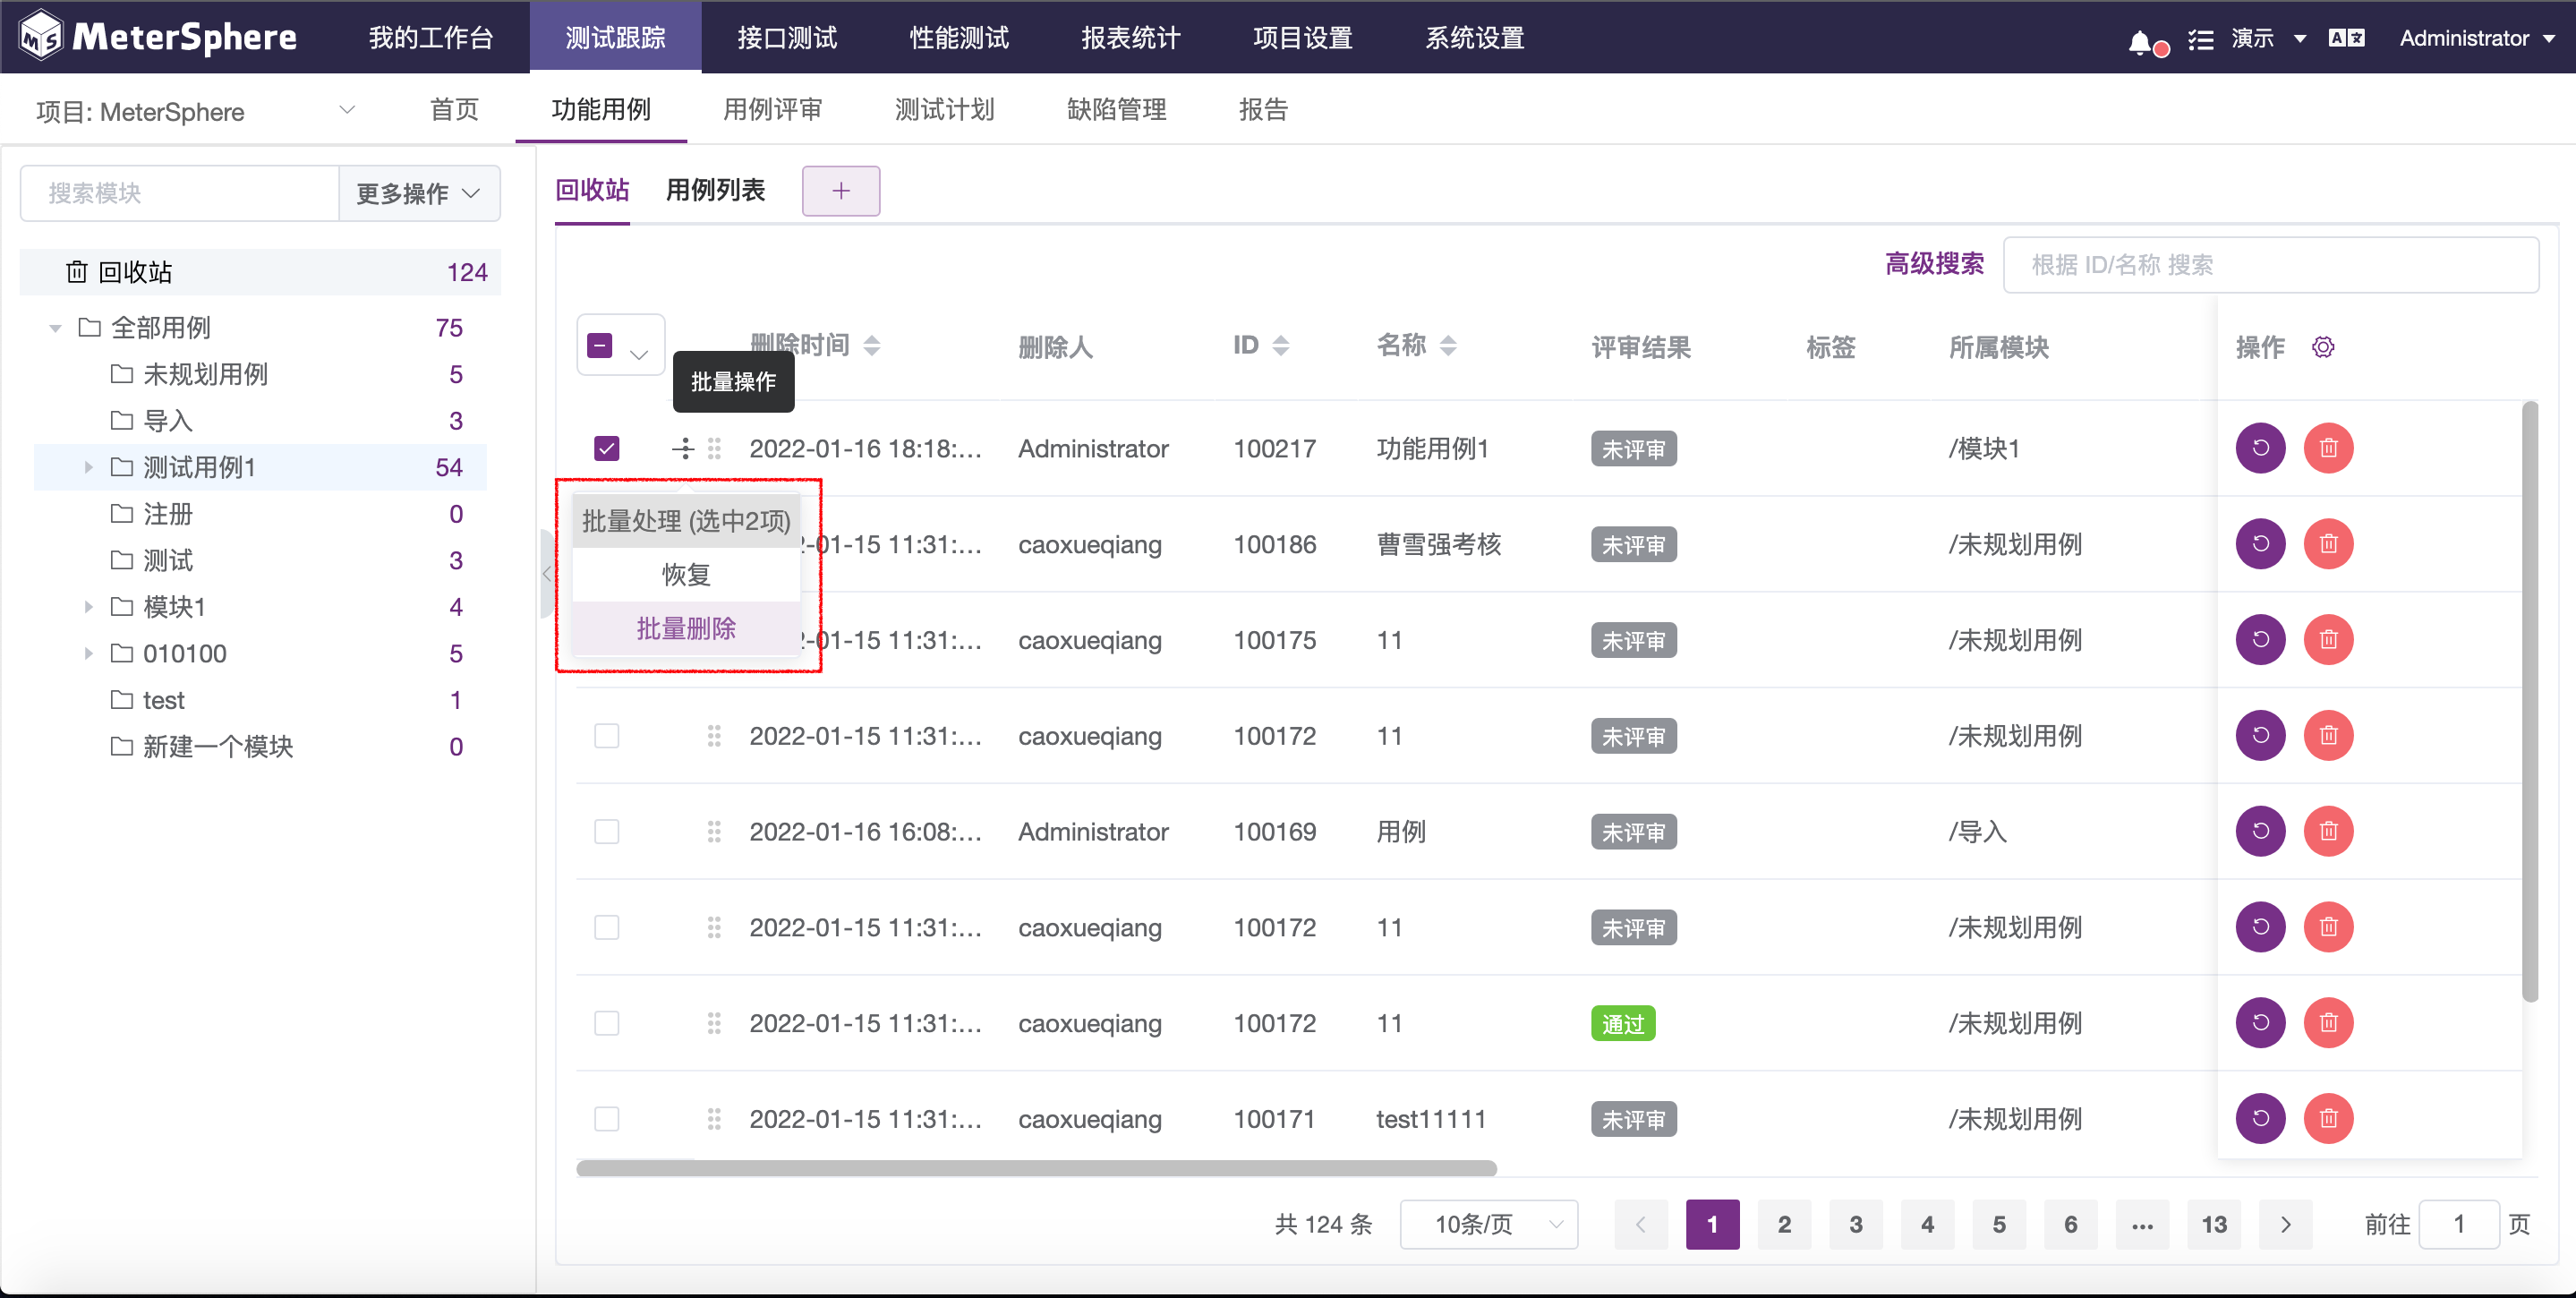 MeterSphere 我的工作台 测试跟踪 接口测试 性能测试 报表统计 项目设置 系统设置 演示 Administrator
项目: MeterSphere 首页 功能用例 用例评审 测试计划 缺陷管理 报告
搜索模块 更多操作
回收站 124
全部用例 75
未规划用例 5
导入 3
测试用例1 54
注册 0
测试 3
模块1 4
010100 5
test 1
新建一个模块 0
回收站 用例列表 +
高级搜索 根据 ID/名称 搜索
删除时间 删除人 ID 名称 评审结果 标签 所属模块 操作
批量操作
2022-01-16 18:18:... Administrator 100217 功能用例1 未评审 /模块1
批量处理 (选中2项)
恢复
批量删除
2-01-15 11:31:... caoxueqiang 100186 曹雪强考核 未评审 /未规划用例
2-01-15 11:31:... caoxueqiang 100175 11 未评审 /未规划用例
2022-01-15 11:31:... caoxueqiang 100172 11 未评审 /未规划用例
2022-01-16 16:08:... Administrator 100169 用例 未评审 /导入
2022-01-15 11:31:... caoxueqiang 100172 11 未评审 /未规划用例
2022-01-15 11:31:... caoxueqiang 100172 11 通过 /未规划用例
2022-01-15 11:31:... caoxueqiang 100171 test11111 未评审 /未规划用例
共 124 条 10条/页 1 2 3 4 5 6 ... 13 前往 1 页